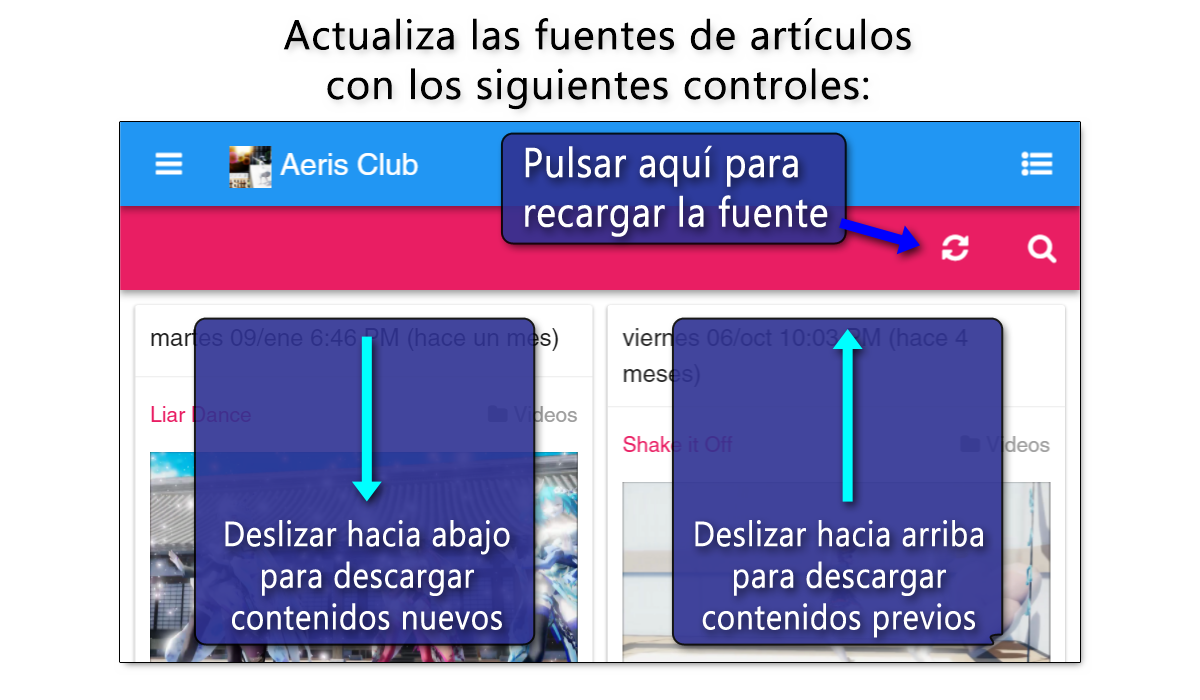 Actualiza las fuentes de artículos
con los siguientes controles:
Aeris Club
Pulsar aquí para
recargar la fuente
martes 09/ene 6:46 PM (hace un mes)
Liar Dance
Videos
Deslizar hacia abajo
para descargar
contenidos nuevos
viernes 06/oct 10:03 PM (hace 4
meses)
Shake it Off
Videos
Deslizar hacia arriba
para descargar
contenidos previos